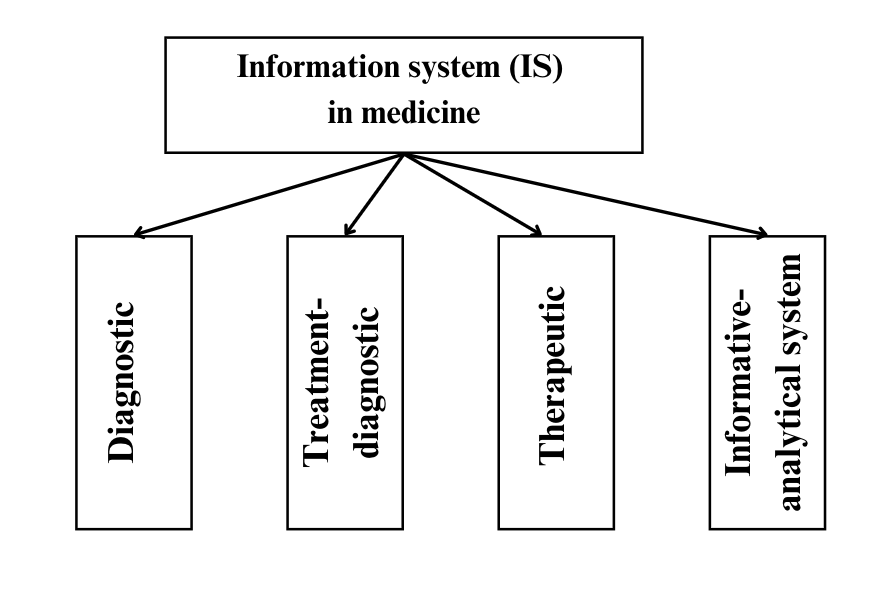 Information system (IS)
in medicine
Diagnostic
Treatment-
diagnostic
Therapeutic
Informative-
analytical system